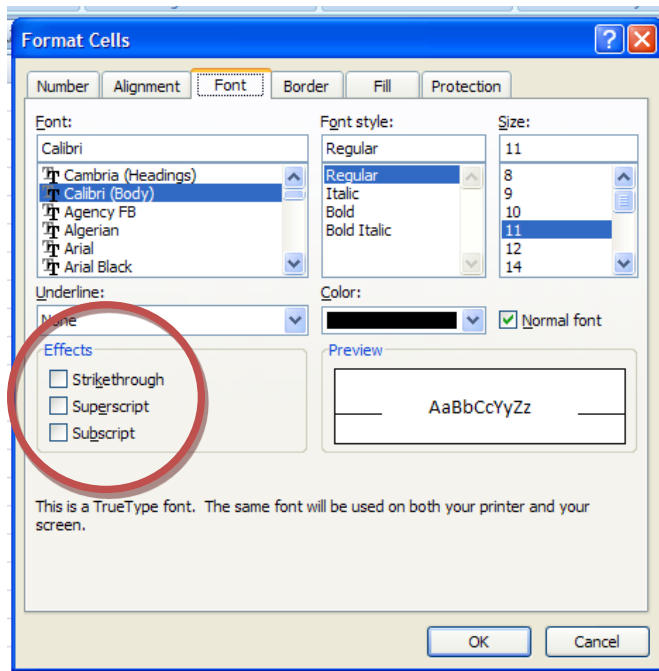 Format Cells
Number Alignment Font Border Fill Protection
Font: Font style: Size:
Calibri Regular 11
Cambria (Headings) Regular 8
Calibri (Body) Italic 9
Agency FB Bold 10
Algerian Bold Italic 11
Arial 12
Arial Black 14
Underline: Color:
None Normal font
Effects Preview
Strikethrough
Superscript AaBbCcYyZz
Subscript
This is a TrueType font. The same font will be used on both your printer and your
screen.
OK Cancel